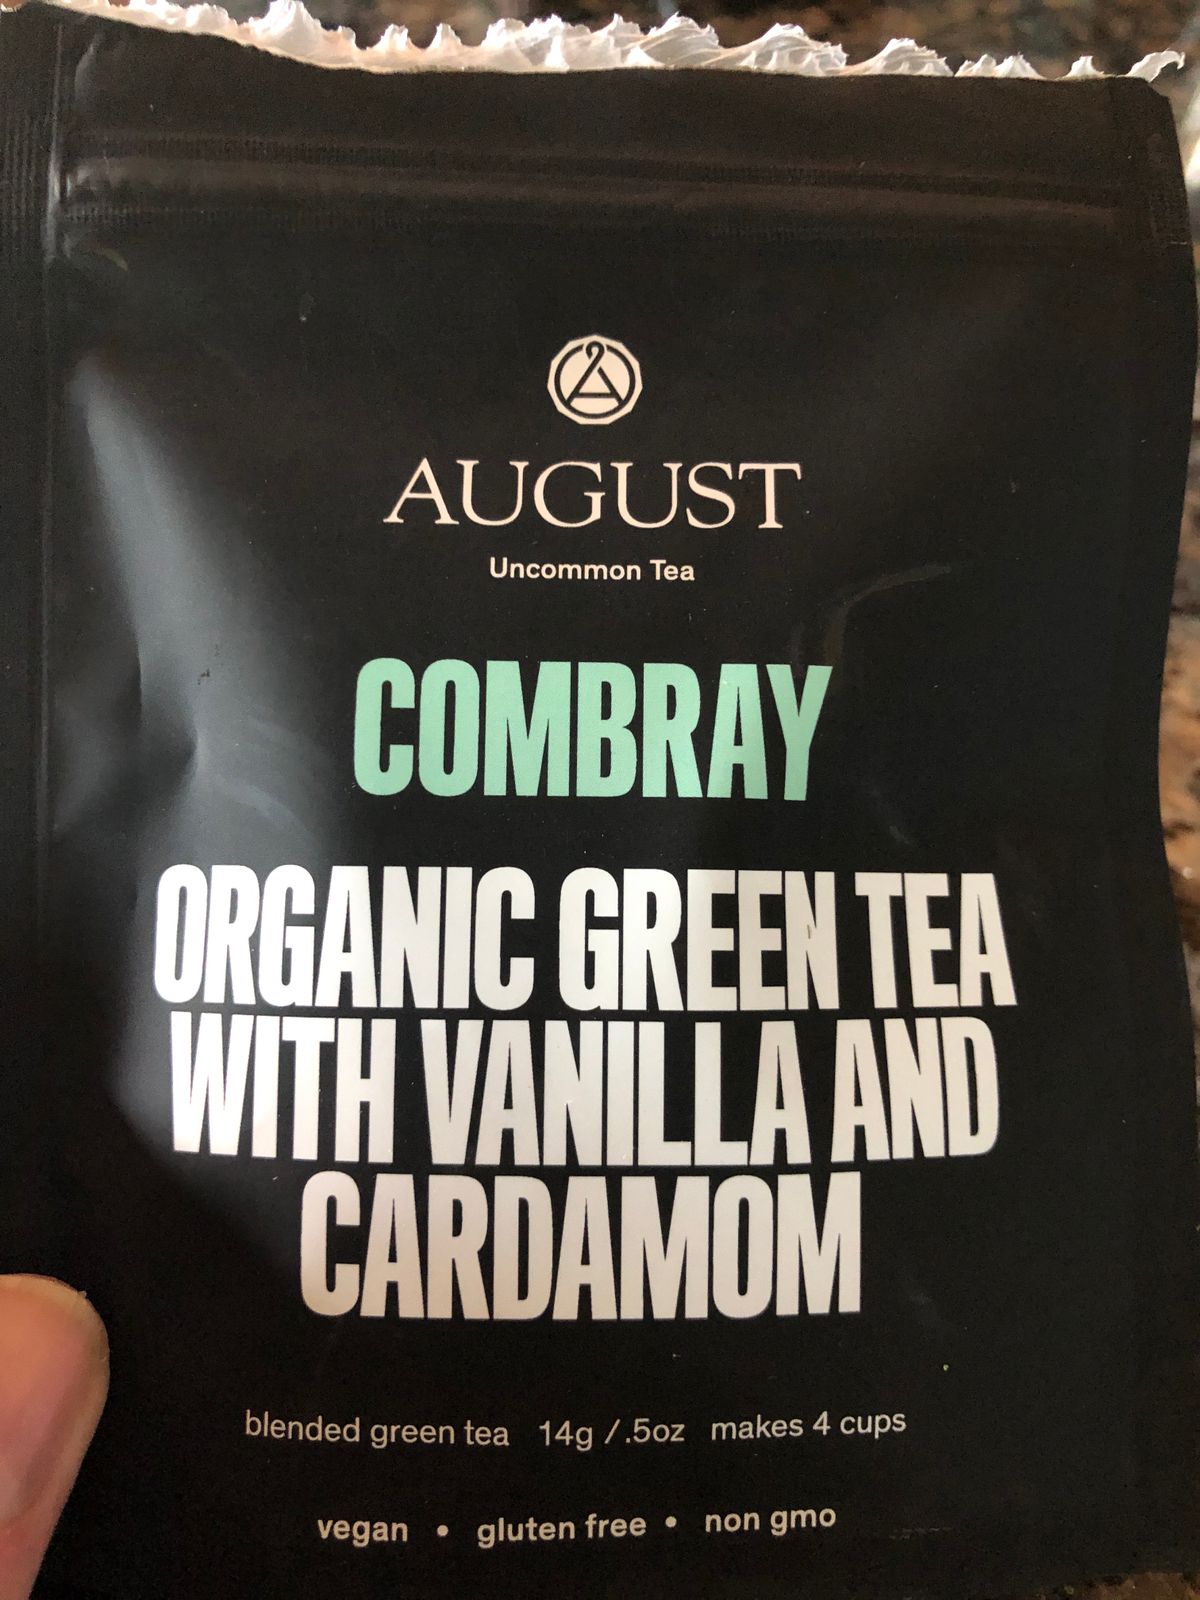 AUGUST
Uncommon Tea
COMBRAY
ORGANIC GREEN TEA
WITH VANILLA AND
CARDAMOM
blended green tea 14g / .5oz makes 4 cups
vegan • gluten free • non gmo